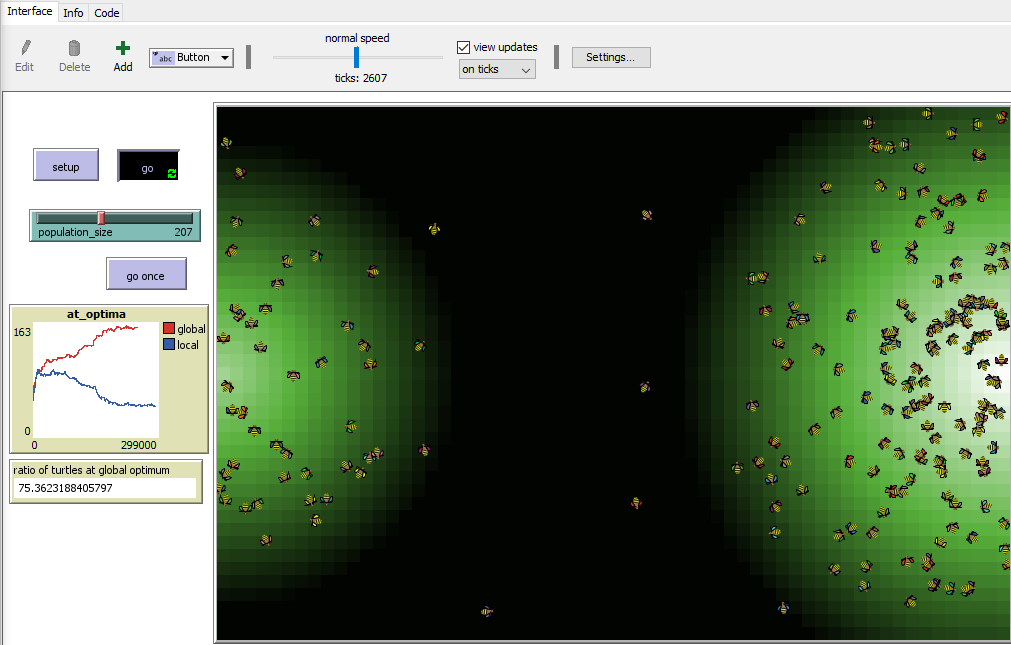 Interface Info Code
Edit Delete Add abc Button normal speed view updates Settings...
ticks: 2607 on ticks
setup go
population_size 207
go once
at_optima
163
global
local
0
0 299000
ratio of turtles at global optimum
75.3623188405797